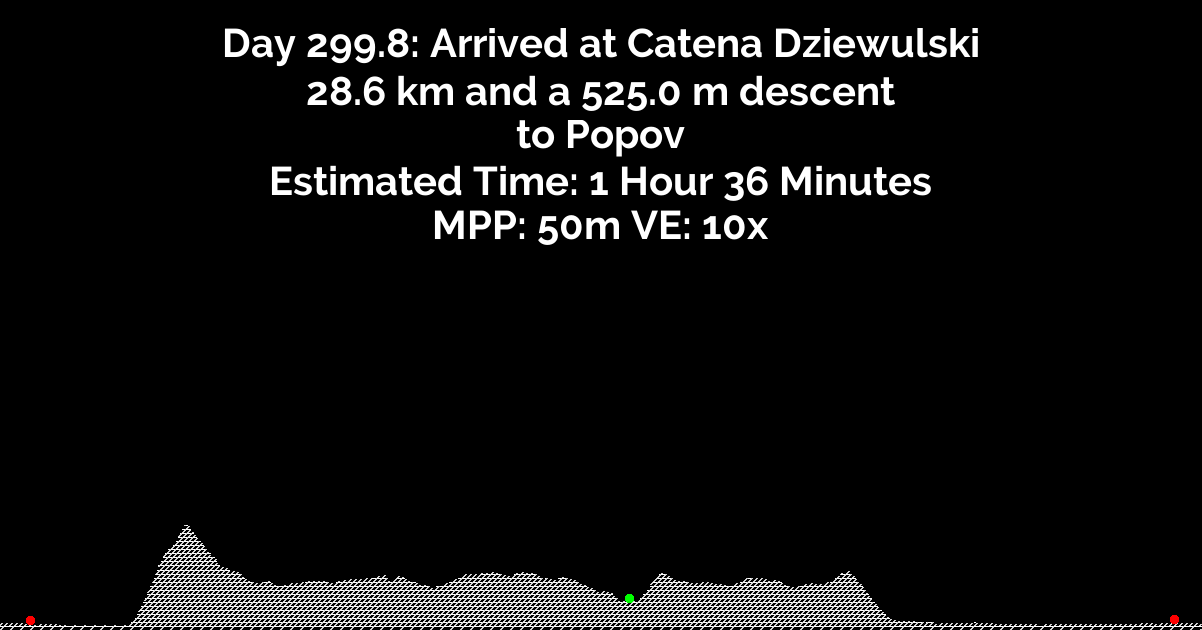 Day 299.8: Arrived at Catena Dziewulski
28.6 km and a 525.0 m descent
to Popov
Estimated Time: 1 Hour 36 Minutes
MPP: 50m VE: 10x